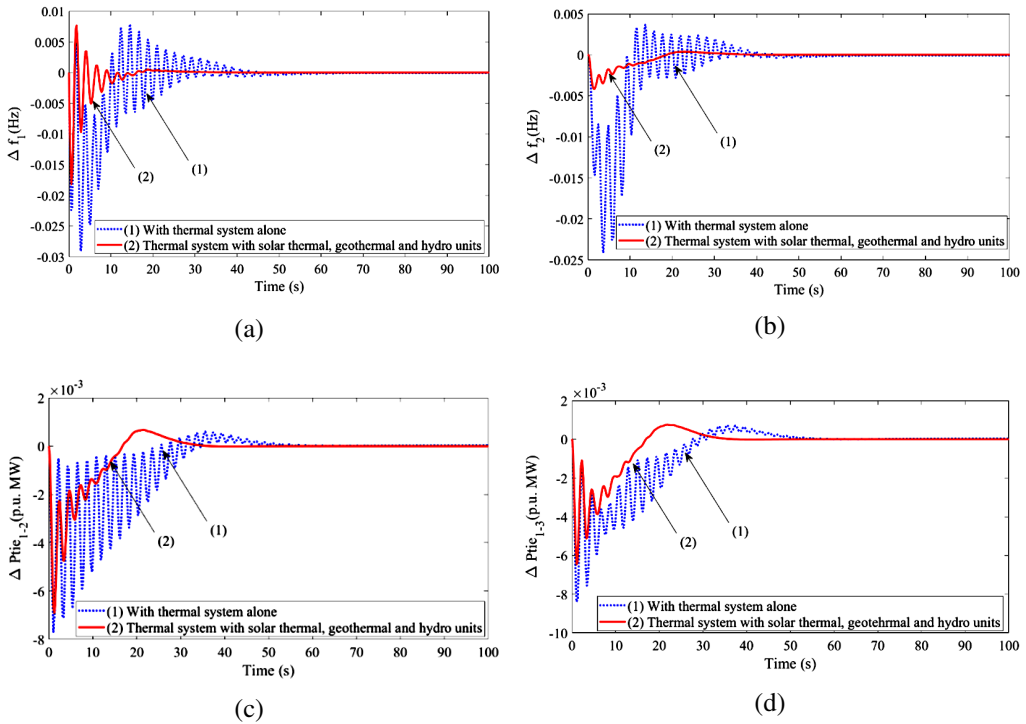 0.01
0.005
0
-0.005
-0.01
-0.015
-0.02
-0.025
-0.03
Δ f1(Hz)
(2)
(1)
(1) With thermal system alone
(2) Thermal system with solar thermal, geothermal and hydro units
0 10 20 30 40 50 60 70 80 90 100
Time (s)
(a)
0.005
0
-0.005
-0.01
-0.015
-0.02
-0.025
Δ f2(Hz)
(2)
(1)
(1) With thermal system alone
(2) Thermal system with solar thermal, geothermal and hydro units
0 10 20 30 40 50 60 70 80 90 100
Time (s)
(b)
×10-3
2
0
-2
-4
-6
-8
Δ Ptie1-2(p.u. MW)
(2)
(1)
(1) With thermal system alone
(2) Thermal system with solar thermal, geothermal and hydro units
0 10 20 30 40 50 60 70 80 90 100
Time (s)
(c)
×10-3
2
0
-2
-4
-6
-8
-10
Δ Ptie1-3(p.u. MW)
(2)
(1)
(1) With thermal system alone
(2) Thermal system with solar thermal, geotehrmal and hydro units
0 10 20 30 40 50 60 70 80 90 100
Time (s)
(d)